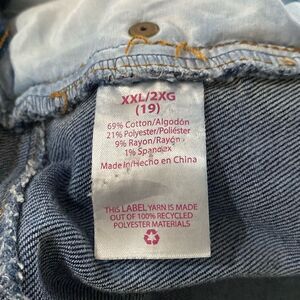 XXL/2XG
(19)
69% Cotton/Algodón
21% Polyester/Poliéster
9% Rayon/Rayón
1% Spandex
Made in/Hecho en China
THIS LABEL YARN IS MADE
OUT OF 100% RECYCLED
POLYESTER MATERIALS